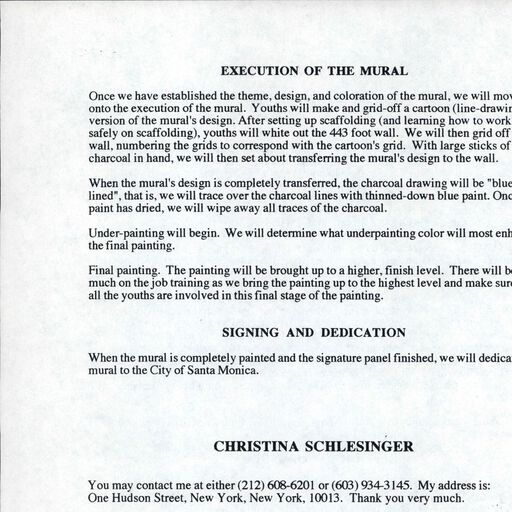 EXECUTION OF THE MURAL
Once we have established the theme, design, and coloration of the mural, we will mov
onto the execution of the mural. Youths will make and grid-off a cartoon (line-drawin
version of the mural's design. After setting up scaffolding (and learning how to work
safely on scaffolding), youths will white out the 443 foot wall. We will then grid off
wall, numbering the grids to correspond with the cartoon's grid. With large sticks of
charcoal in hand, we will then set about transferring the mural's design to the wall.
When the mural's design is completely transferred, the charcoal drawing will be "blue
lined", that is, we will trace over the charcoal lines with thinned-down blue paint. Onc
paint has dried, we will wipe away all traces of the charcoal.
Under-painting will begin. We will determine what underpainting color will most enh
the final painting.
Final painting. The painting will be brought up to a higher, finish level. There will be
much on the job training as we bring the painting up to the highest level and make sure
all the youths are involved in this final stage of the painting.
SIGNING AND DEDICATION
When the mural is completely painted and the signature panel finished, we will dedica
mural to the City of Santa Monica.
CHRISTINA SCHLESINGER
You may contact me at either (212) 608-6201 or (603) 934-3145. My address is:
One Hudson Street, New York, New York, 10013. Thank you very much.